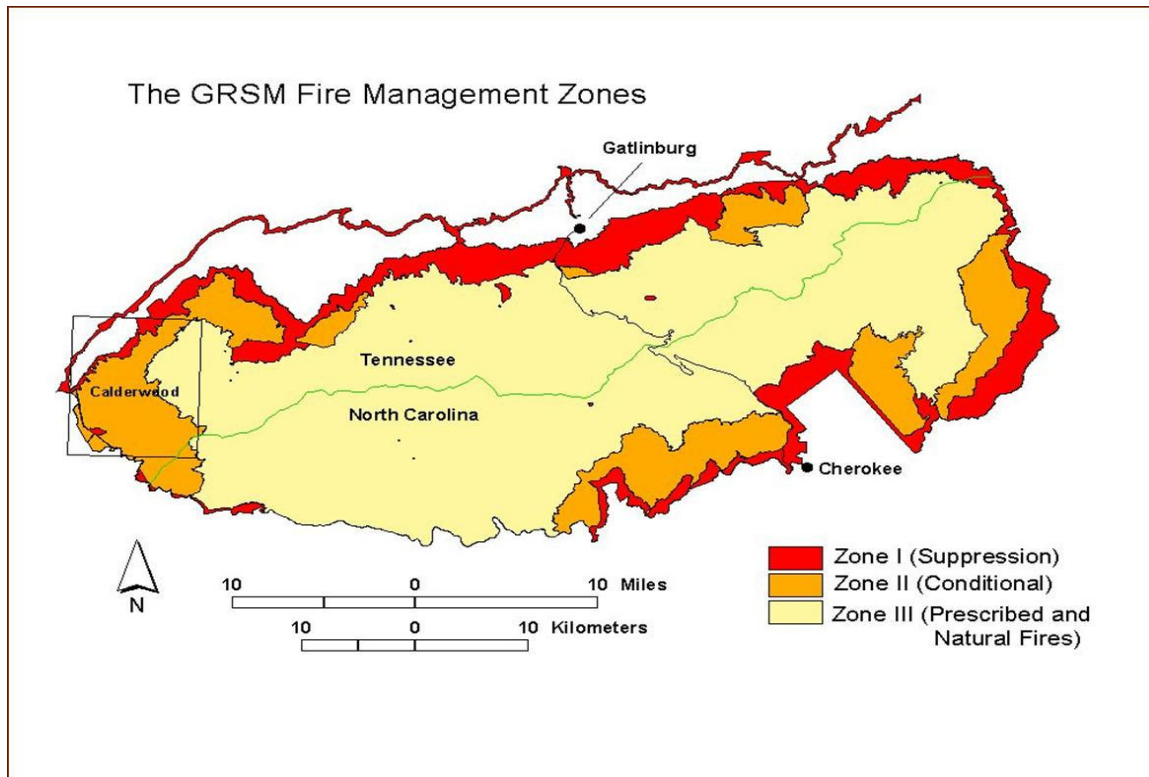 The GRSM Fire Management Zones
Gatlinburg
Tennessee
Calderwood
North Carolina
Cherokee
N
10 0 10 Miles
10 0 10 Kilometers
Zone I (Suppression)
Zone II (Conditional)
Zone III (Prescribed and
Natural Fires)